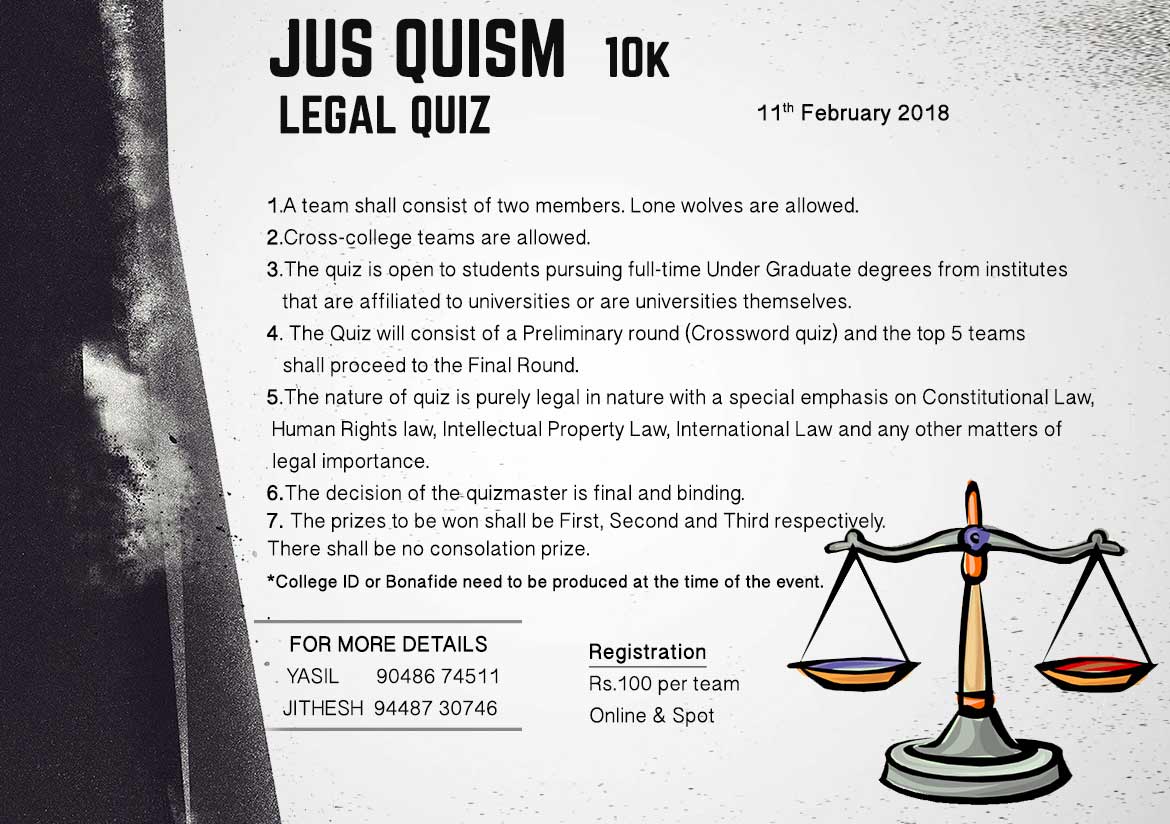 JUS QUISM 10K
LEGAL QUIZ
11th February 2018
1.A team shall consist of two members. Lone wolves are allowed.
2.Cross-college teams are allowed.
3.The quiz is open to students pursuing full-time Under Graduate degrees from institutes
that are affiliated to universities or are universities themselves.
4. The Quiz will consist of a Preliminary round (Crossword quiz) and the top 5 teams
shall proceed to the Final Round.
5.The nature of quiz is purely legal in nature with a special emphasis on Constitutional Law,
Human Rights law, Intellectual Property Law, International Law and any other matters of
legal importance.
6.The decision of the quizmaster is final and binding.
7. The prizes to be won shall be First, Second and Third respectively.
There shall be no consolation prize.
*College ID or Bonafide need to be produced at the time of the event.
.
FOR MORE DETAILS
YASIL 90486 74511
JITHESH 94487 30746
Registration
Rs.100 per team
Online & Spot